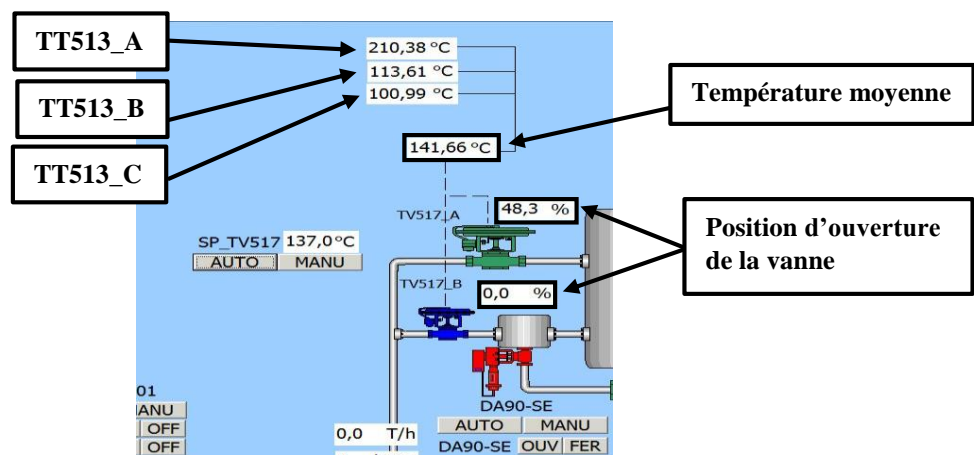 TT513_A
TT513_B
TT513_C
210,38 °C
113,61 °C
100,99 °C
Température moyenne
141,66 °C
TV517_A
48,3 %
Position d’ouverture
de la vanne
SP_TV517 137,0°C
AUTO MANU
TV517_B
0,0 %
01
ANU
OFF
OFF
0,0 T/h
DA90-SE
AUTO MANU
DA90-SE OUV FER